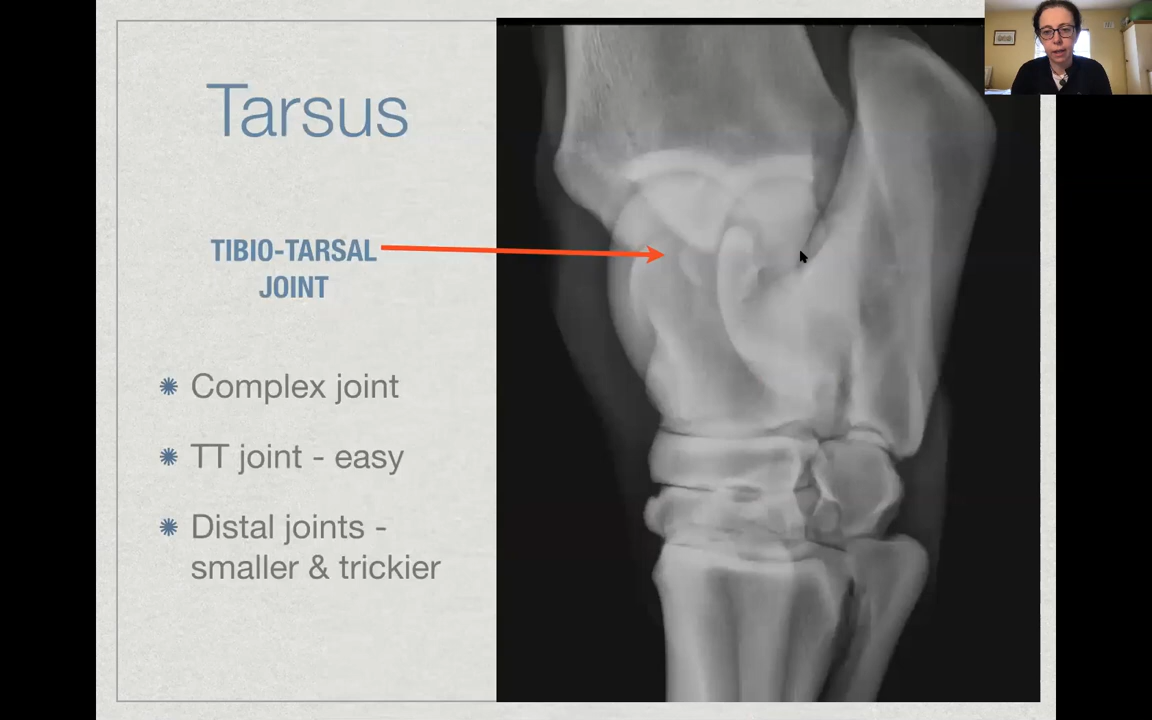 Tarsus
TIBIO-TARSAL
JOINT
Complex joint
TT joint - easy
Distal joints -
smaller & trickier